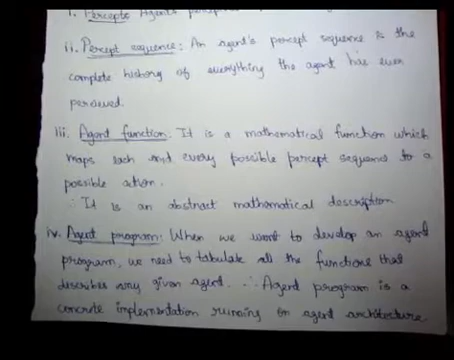 i. Percepts Agent's
ii. Percept sequence: An agent's percept sequence is the
complete history of everything the agent has ever
perceived.
iii. Agent function: It is a mathematical function which
maps each and every possible percept sequence to a
possible action.
∴ It is an abstract mathematical description
iv. Agent program: When we want to develop an agent
program, we need to tabulate all the functions that
describes any given agent. ∴ Agent program is a
concrete implementation running on agent architecture.